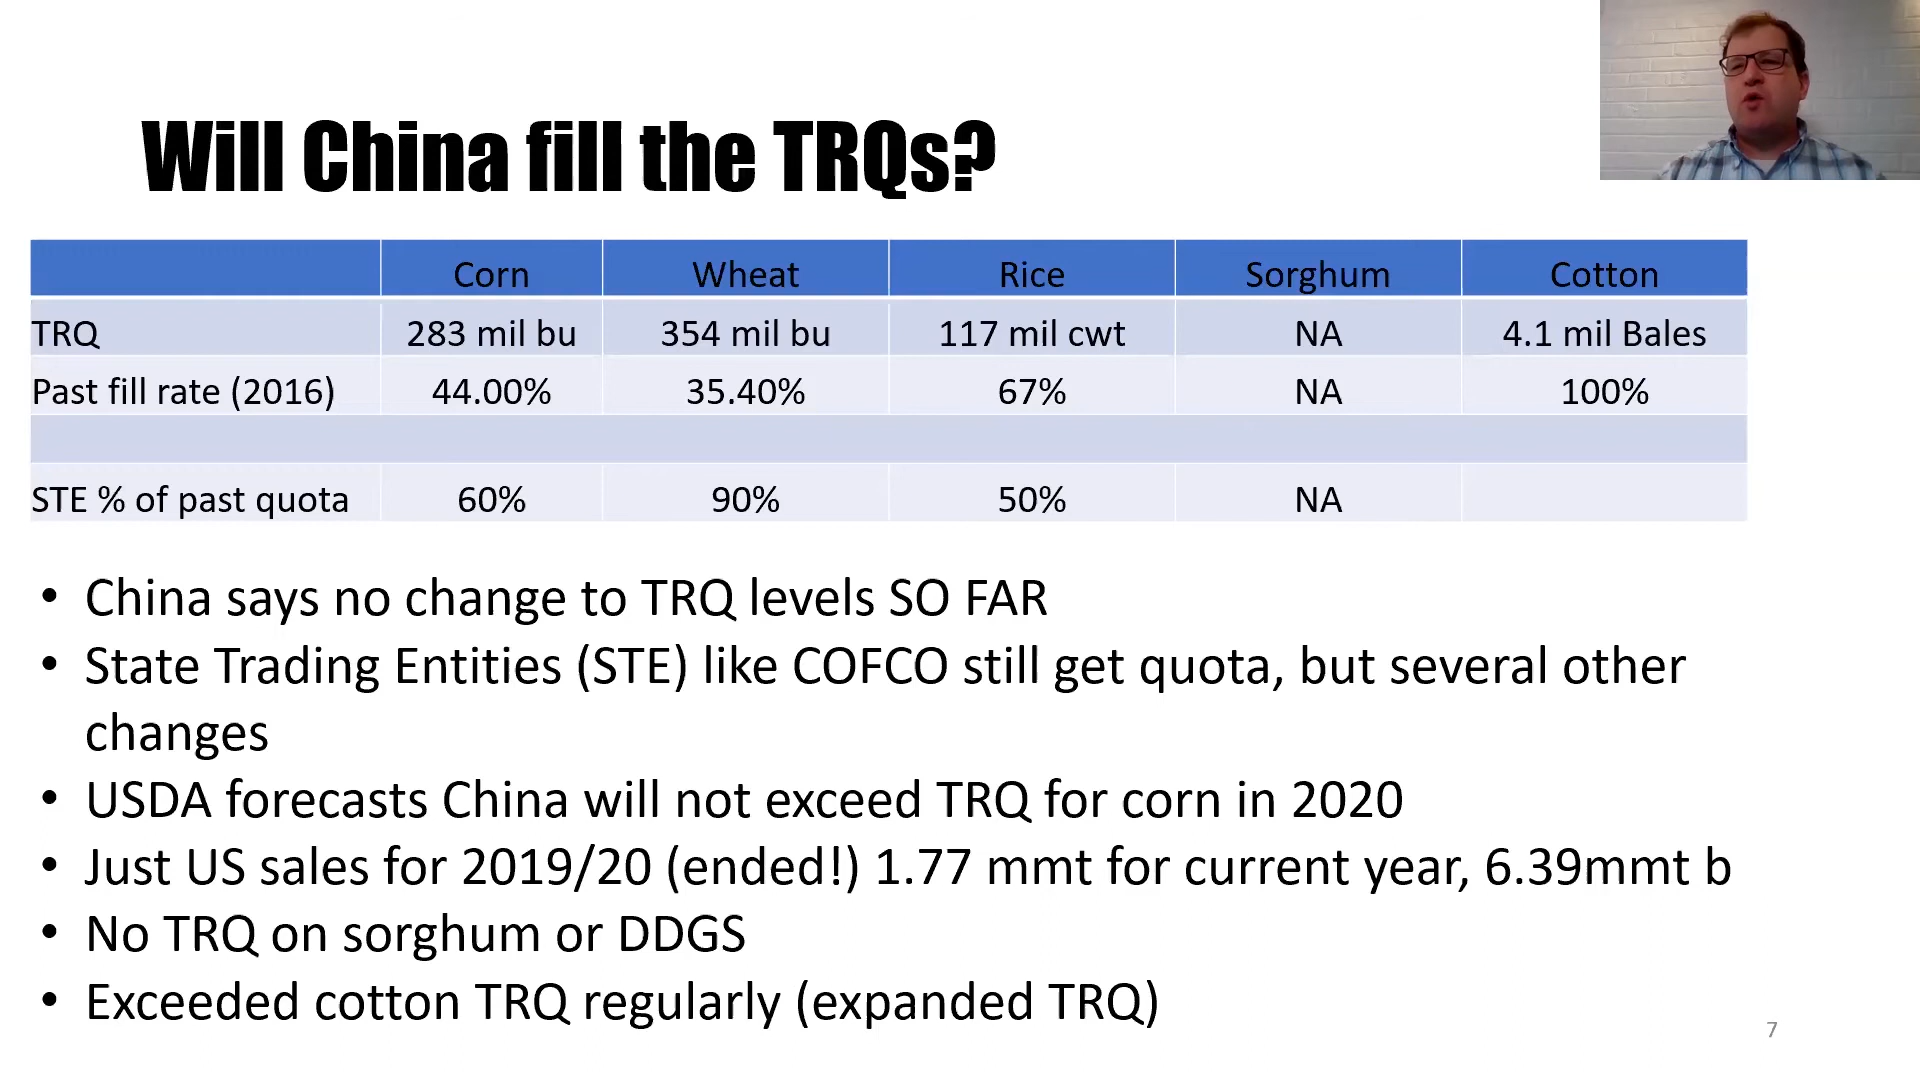 Will China fill the TRQs?
Corn Wheat Rice Sorghum Cotton
TRQ 283 mil bu 354 mil bu 117 mil cwt NA 4.1 mil Bales
Past fill rate (2016) 44.00% 35.40% 67% NA 100%
STE % of past quota 60% 90% 50% NA
• China says no change to TRQ levels SO FAR
• State Trading Entities (STE) like COFCO still get quota, but several other
changes
• USDA forecasts China will not exceed TRQ for corn in 2020
• Just US sales for 2019/20 (ended!) 1.77 mmt for current year, 6.39mmt b
• No TRQ on sorghum or DDGS
• Exceeded cotton TRQ regularly (expanded TRQ)
7